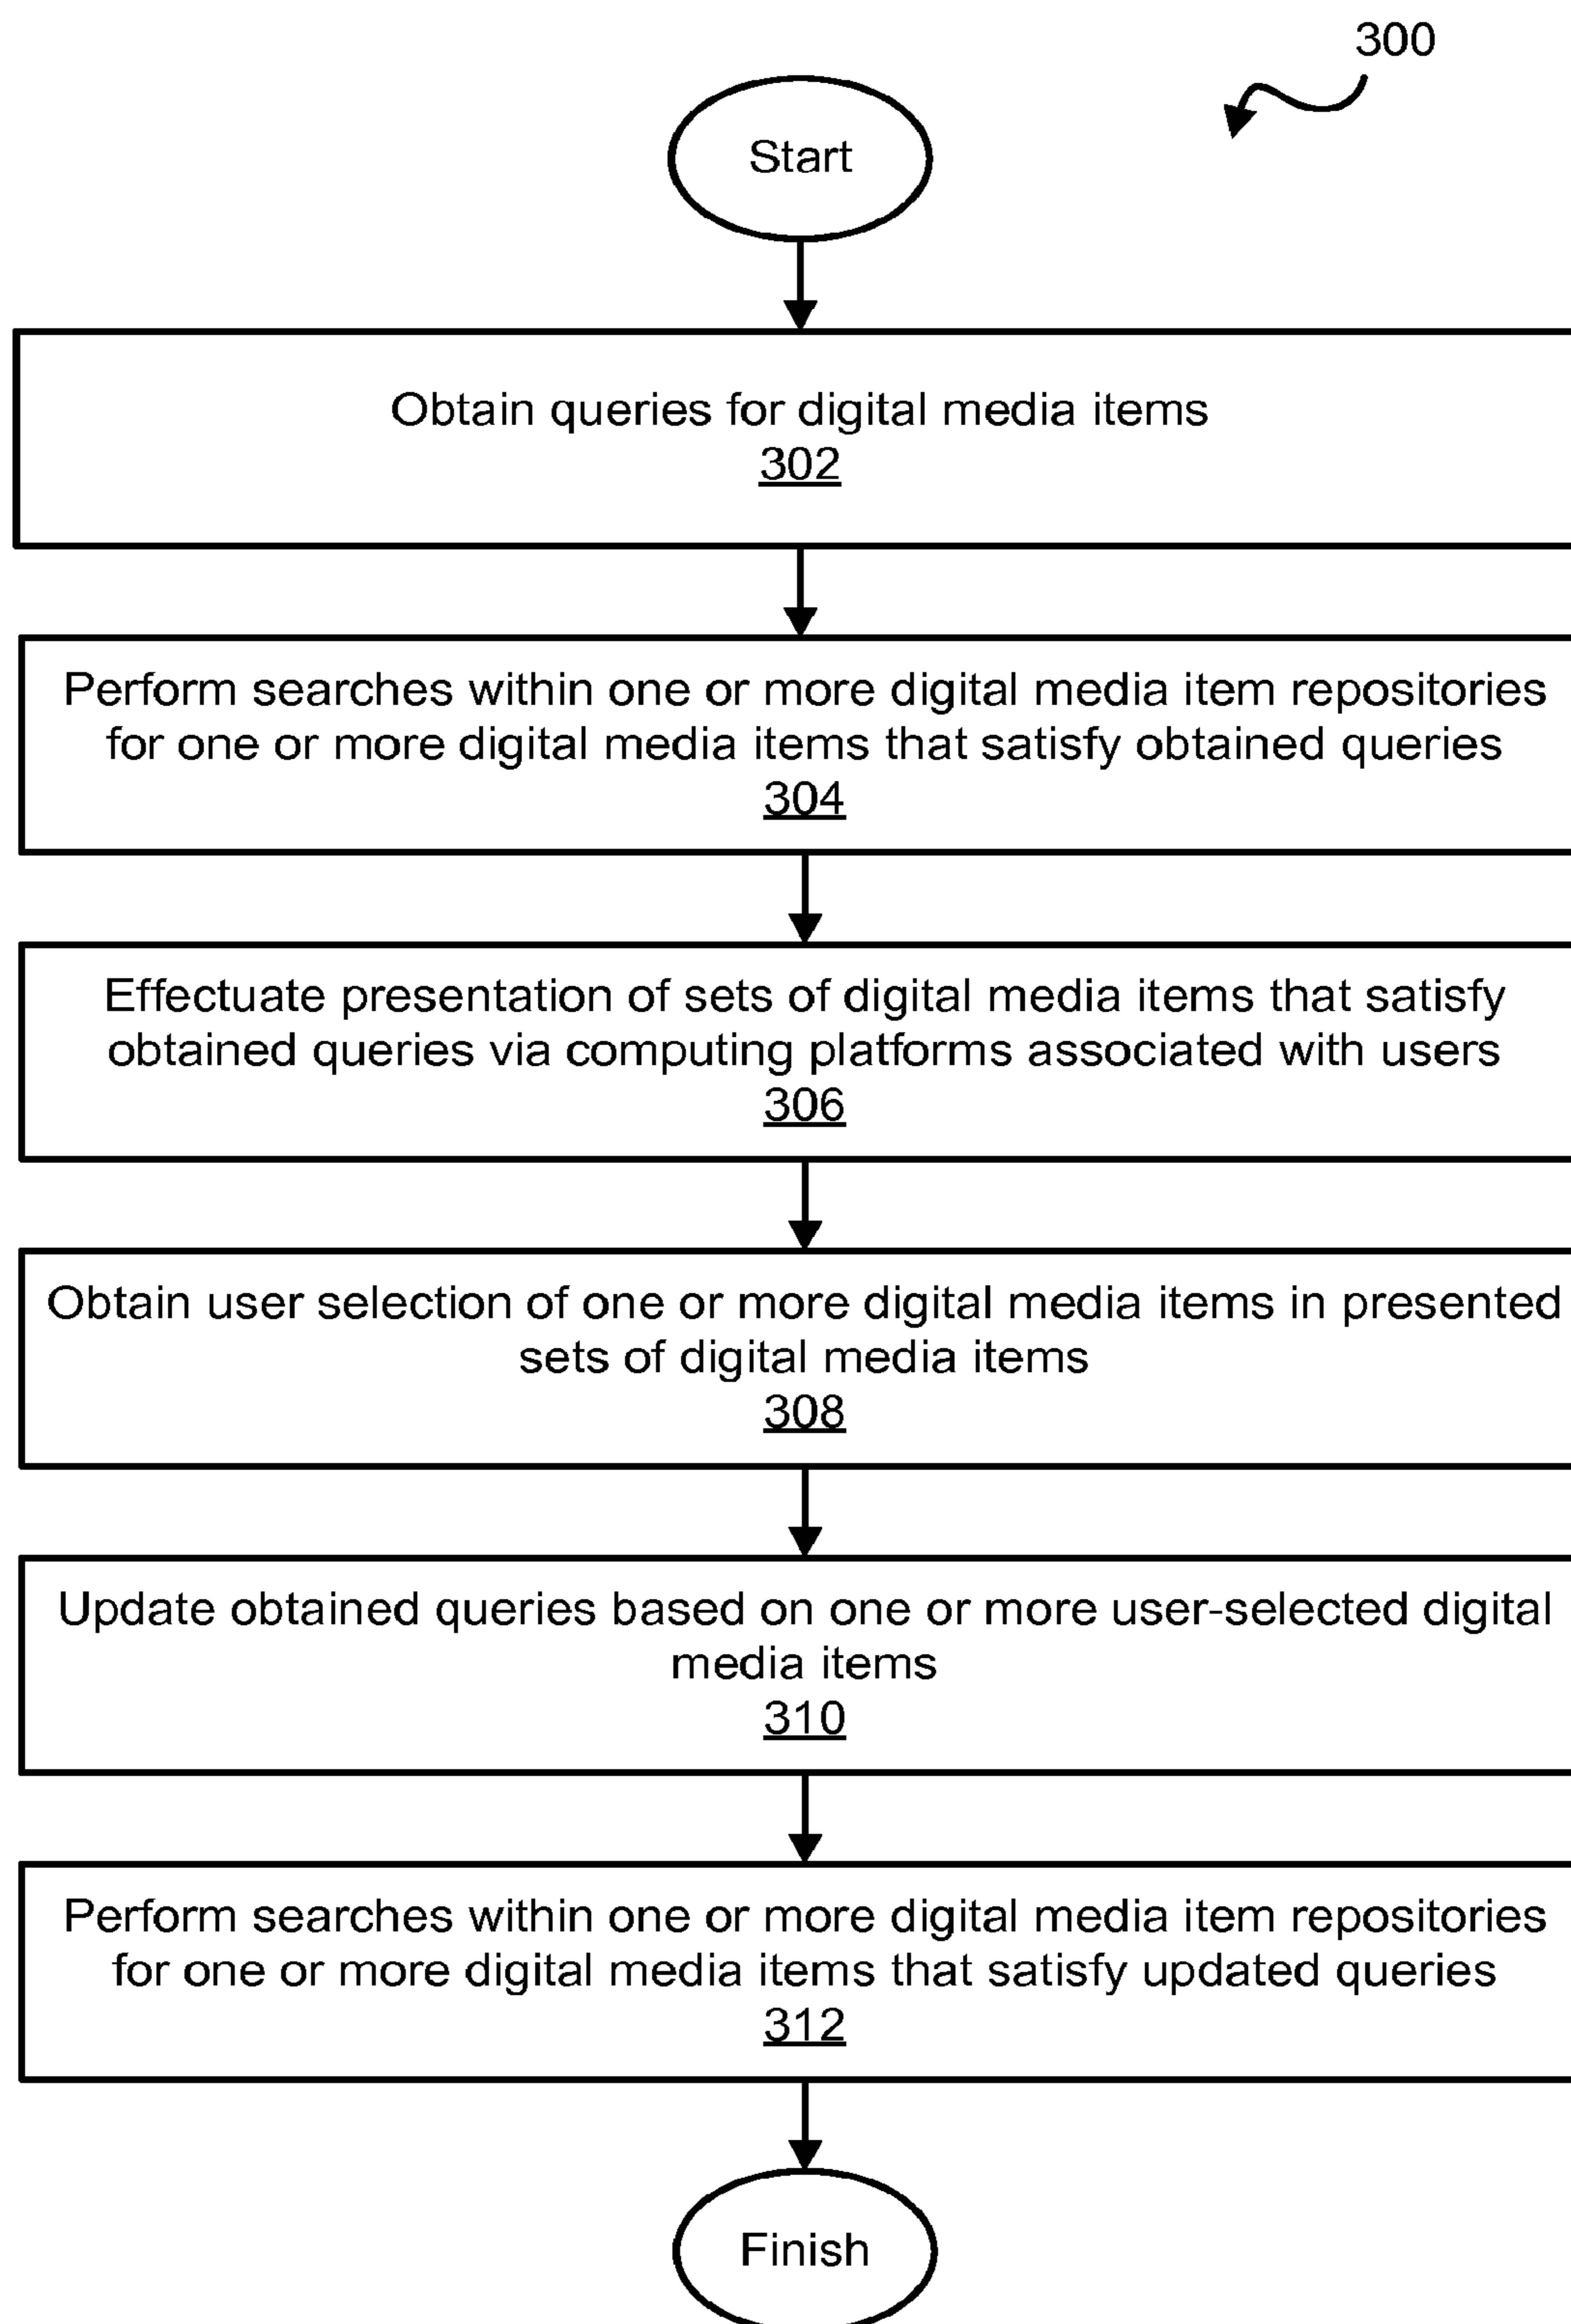 300
Start
Obtain queries for digital media items
302
Perform searches within one or more digital media item repositories
for one or more digital media items that satisfy obtained queries
304
Effectuate presentation of sets of digital media items that satisfy
obtained queries via computing platforms associated with users
306
Obtain user selection of one or more digital media items in presented
sets of digital media items
308
Update obtained queries based on one or more user-selected digital
media items
310
Perform searches within one or more digital media item repositories
for one or more digital media items that satisfy updated queries
312
Finish